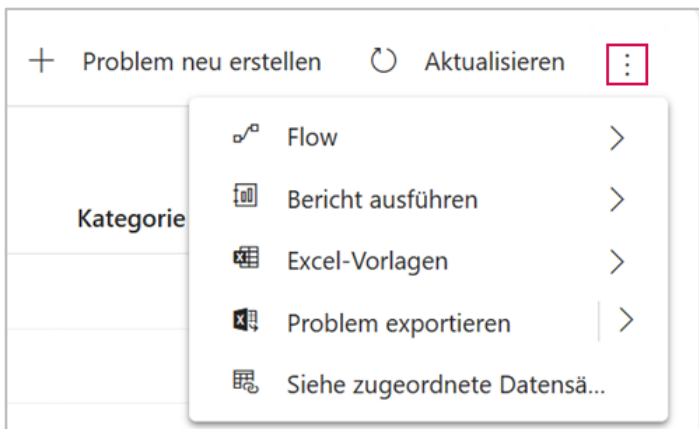 Problem neu erstellen Aktualisieren
Flow
Bericht ausführen
Kategorie
Excel-Vorlagen
Problem exportieren
Siehe zugeordnete Datensä...